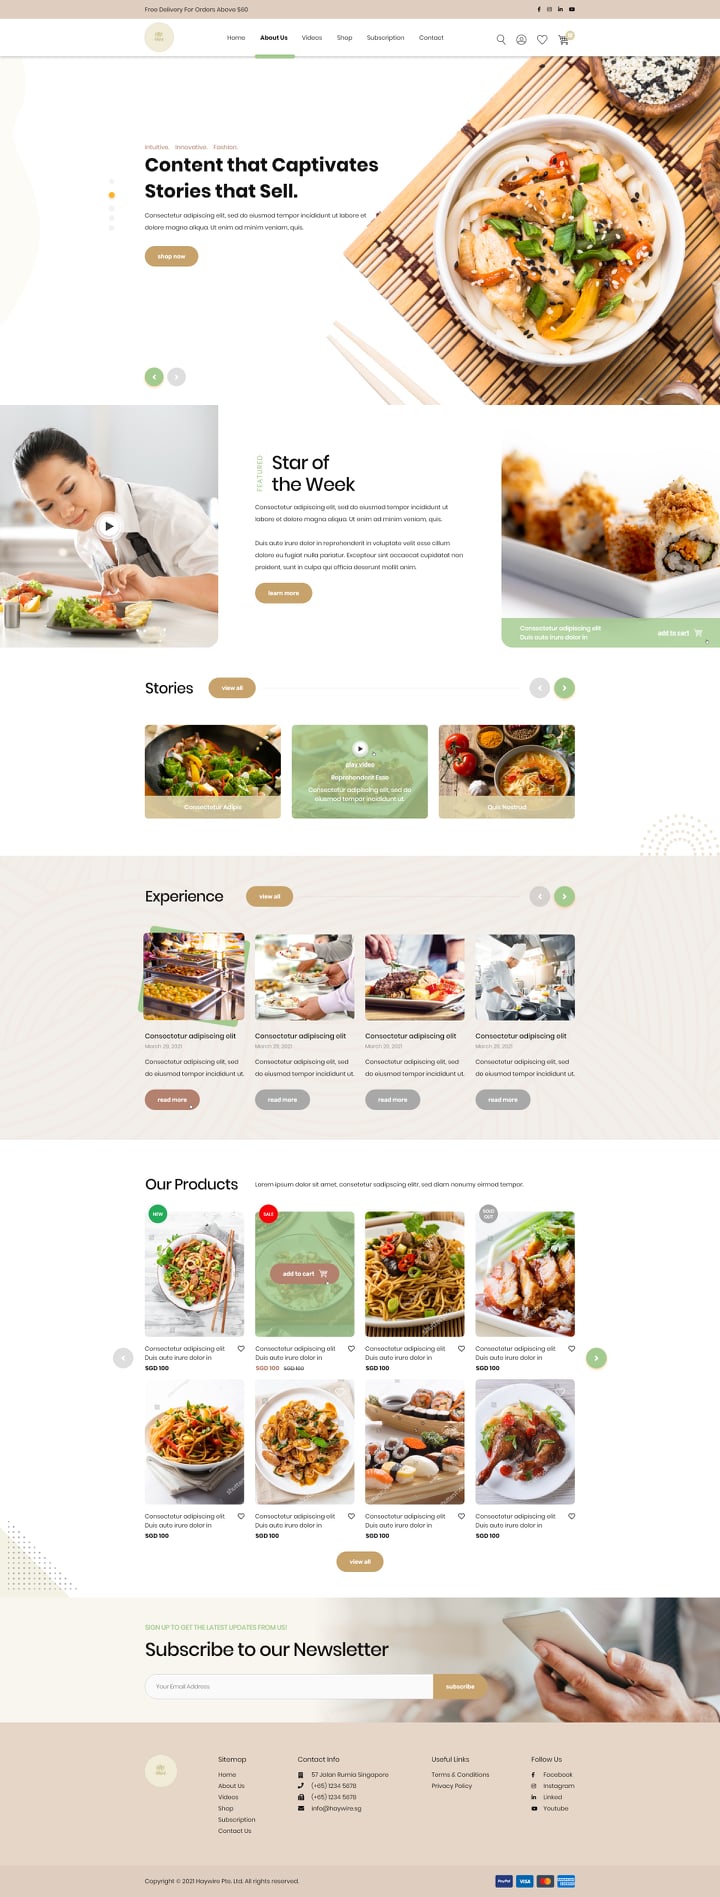 Free Delivery For Orders Above $60
Home
About Us
Videos
Shop
Subscription
Contact
Intuitive. Innovative. Fashion.
Content that Captivates
Stories that Sell.
Consectetur adipiscing elit, sed do eiusmod tempor incididunt ut labore et
dolore magna aliqua. Ut enim ad minim veniam, quis.
shop now
FEATURED
Star of
the Week
Consectetur adipiscing elit, sed do eiusmod tempor incididunt ut
labore et dolore magna aliqua. Ut enim ad minim veniam, quis.
Duis aute irure dolor in reprehenderit in voluptate velit esse cillum
dolore eu fugiat nulla pariatur. Excepteur sint occaecat cupidatat non
proident, sunt in culpa qui officia deserunt mollit anim.
learn more
Consectetur adipiscing elit
Duis aute irure dolor in
add to cart
Stories
view all
Consectetur Adipis
play video
Reprehenderit Esse
Consectetur adipiscing elit, sed do
eiusmod tempor incididunt ut.
Quis Nostrud
Experience
view all
Consectetur adipiscing elit
March 29, 2021
Consectetur adipiscing elit, sed
do eiusmod tempor incididunt ut.
read more
Consectetur adipiscing elit
March 29, 2021
Consectetur adipiscing elit, sed
do eiusmod tempor incididunt ut.
read more
Consectetur adipiscing elit
March 29, 2021
Consectetur adipiscing elit, sed
do eiusmod tempor incididunt ut.
read more
Consectetur adipiscing elit
March 29, 2021
Consectetur adipiscing elit, sed
do eiusmod tempor incididunt ut.
read more
Our Products
Lorem ipsum dolor sit amet, consetetur sadipscing elitr, sed diam nonumy eirmod tempor.
NEW
SALE
SOLD
OUT
add to cart
Consectetur adipiscing elit
Duis aute irure dolor in
SGD 100
Consectetur adipiscing elit
Duis aute irure dolor in
SGD 100 SGD 100
Consectetur adipiscing elit
Duis aute irure dolor in
SGD 100
Consectetur adipiscing elit
Duis aute irure dolor in
SGD 100
Consectetur adipiscing elit
Duis aute irure dolor in
SGD 100
Consectetur adipiscing elit
Duis aute irure dolor in
SGD 100
Consectetur adipiscing elit
Duis aute irure dolor in
SGD 100
Consectetur adipiscing elit
Duis aute irure dolor in
SGD 100
view all
SIGN UP TO GET THE LATEST UPDATES FROM US!
Subscribe to our Newsletter
Your Email Address
subscribe
Sitemap
Home
About Us
Videos
Shop
Subscription
Contact Us
Contact Info
57 Jalan Rumia Singapore
(+65) 1234 5678
(+65) 1234 5678
info@haywire.sg
Useful Links
Terms & Conditions
Privacy Policy
Follow Us
Facebook
Instagram
Linked
Youtube
Copyright © 2021 Haywire Pte. Ltd. All rights reserved.
PayPal
VISA